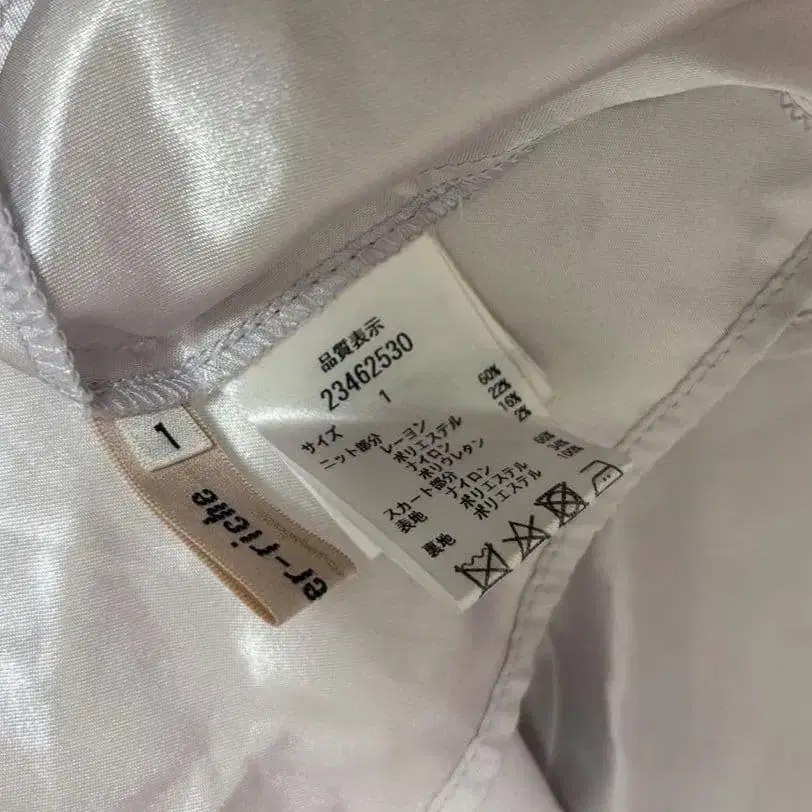 品質表示
23462530
サイズ 1
ニット部分
レーヨン 60%
ポリエステル 22%
ナイロン 16%
ポリウレタン 2%
スカート部分
表地 ナイロン
ポリエステル
裏地 ポリエステル 100%
1
er-riche